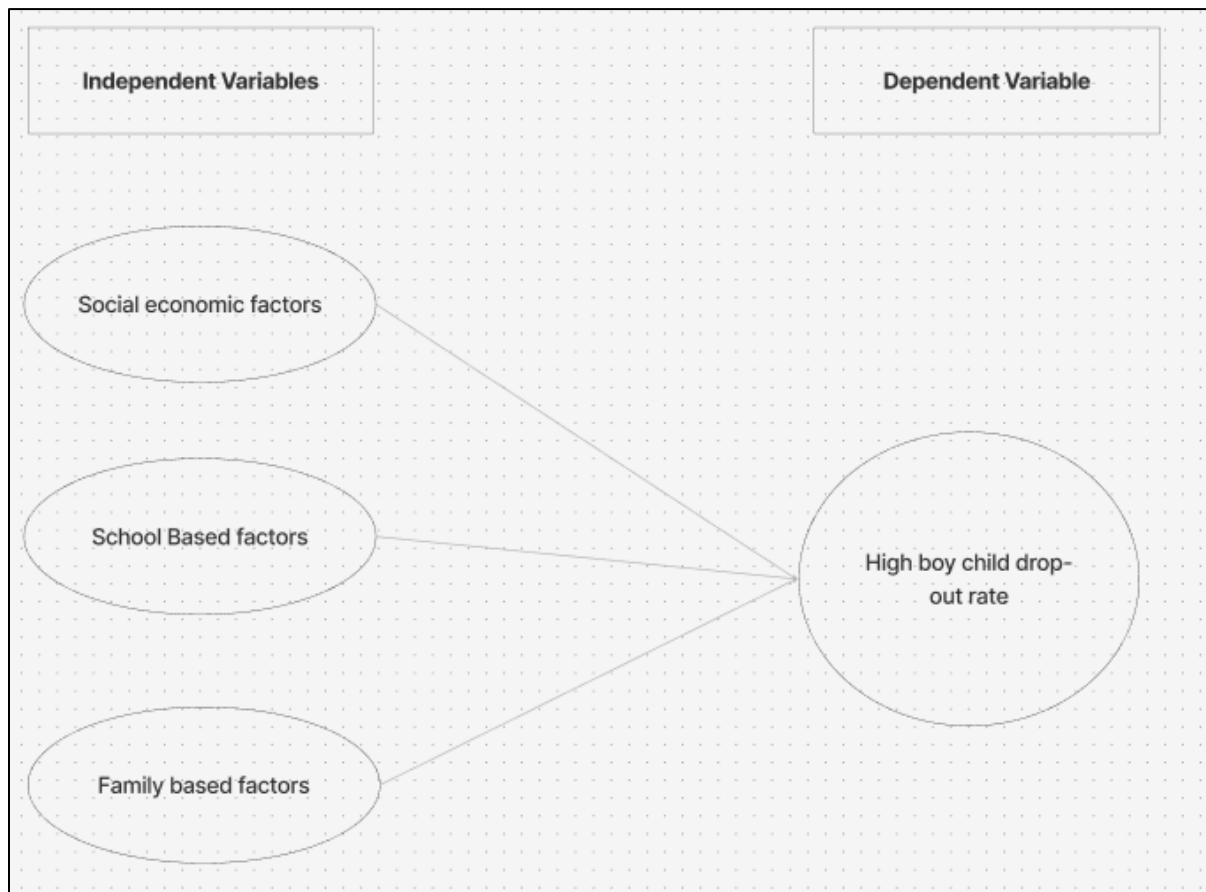 Independent Variables
Dependent Variable
Social economic factors
School Based factors
High boy child drop-
out rate
Family based factors